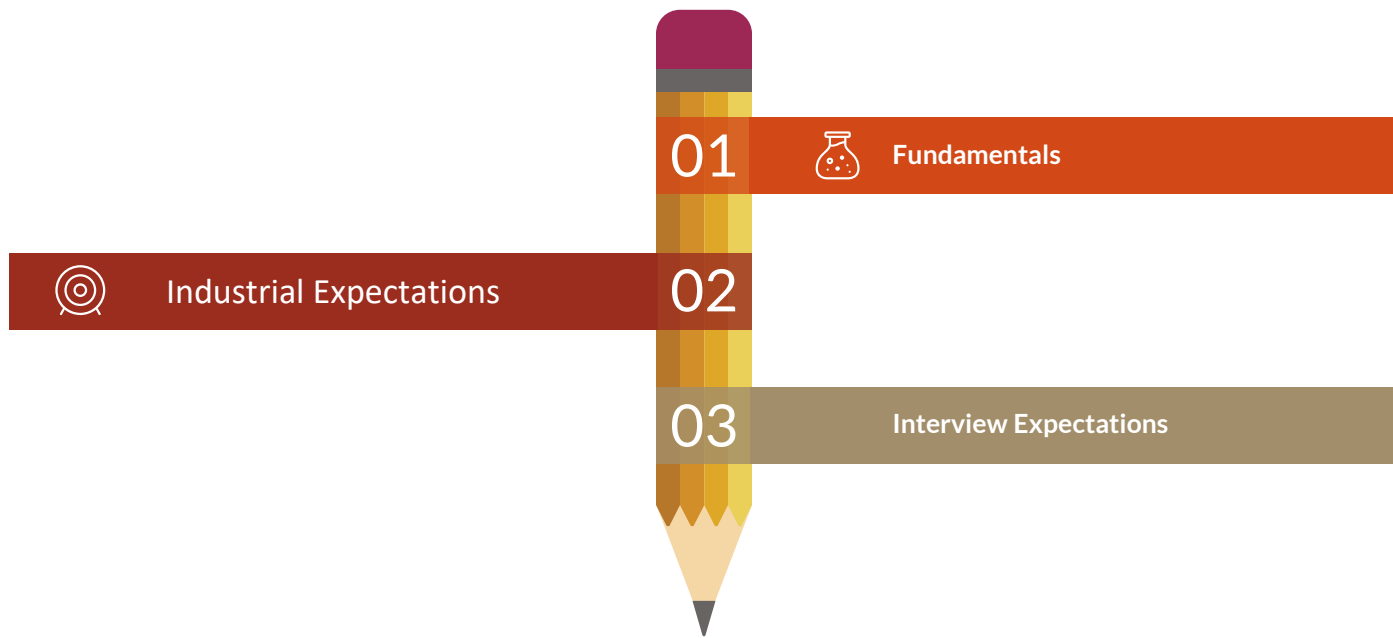 01 Fundamentals
Industrial Expectations 02
03 Interview Expectations